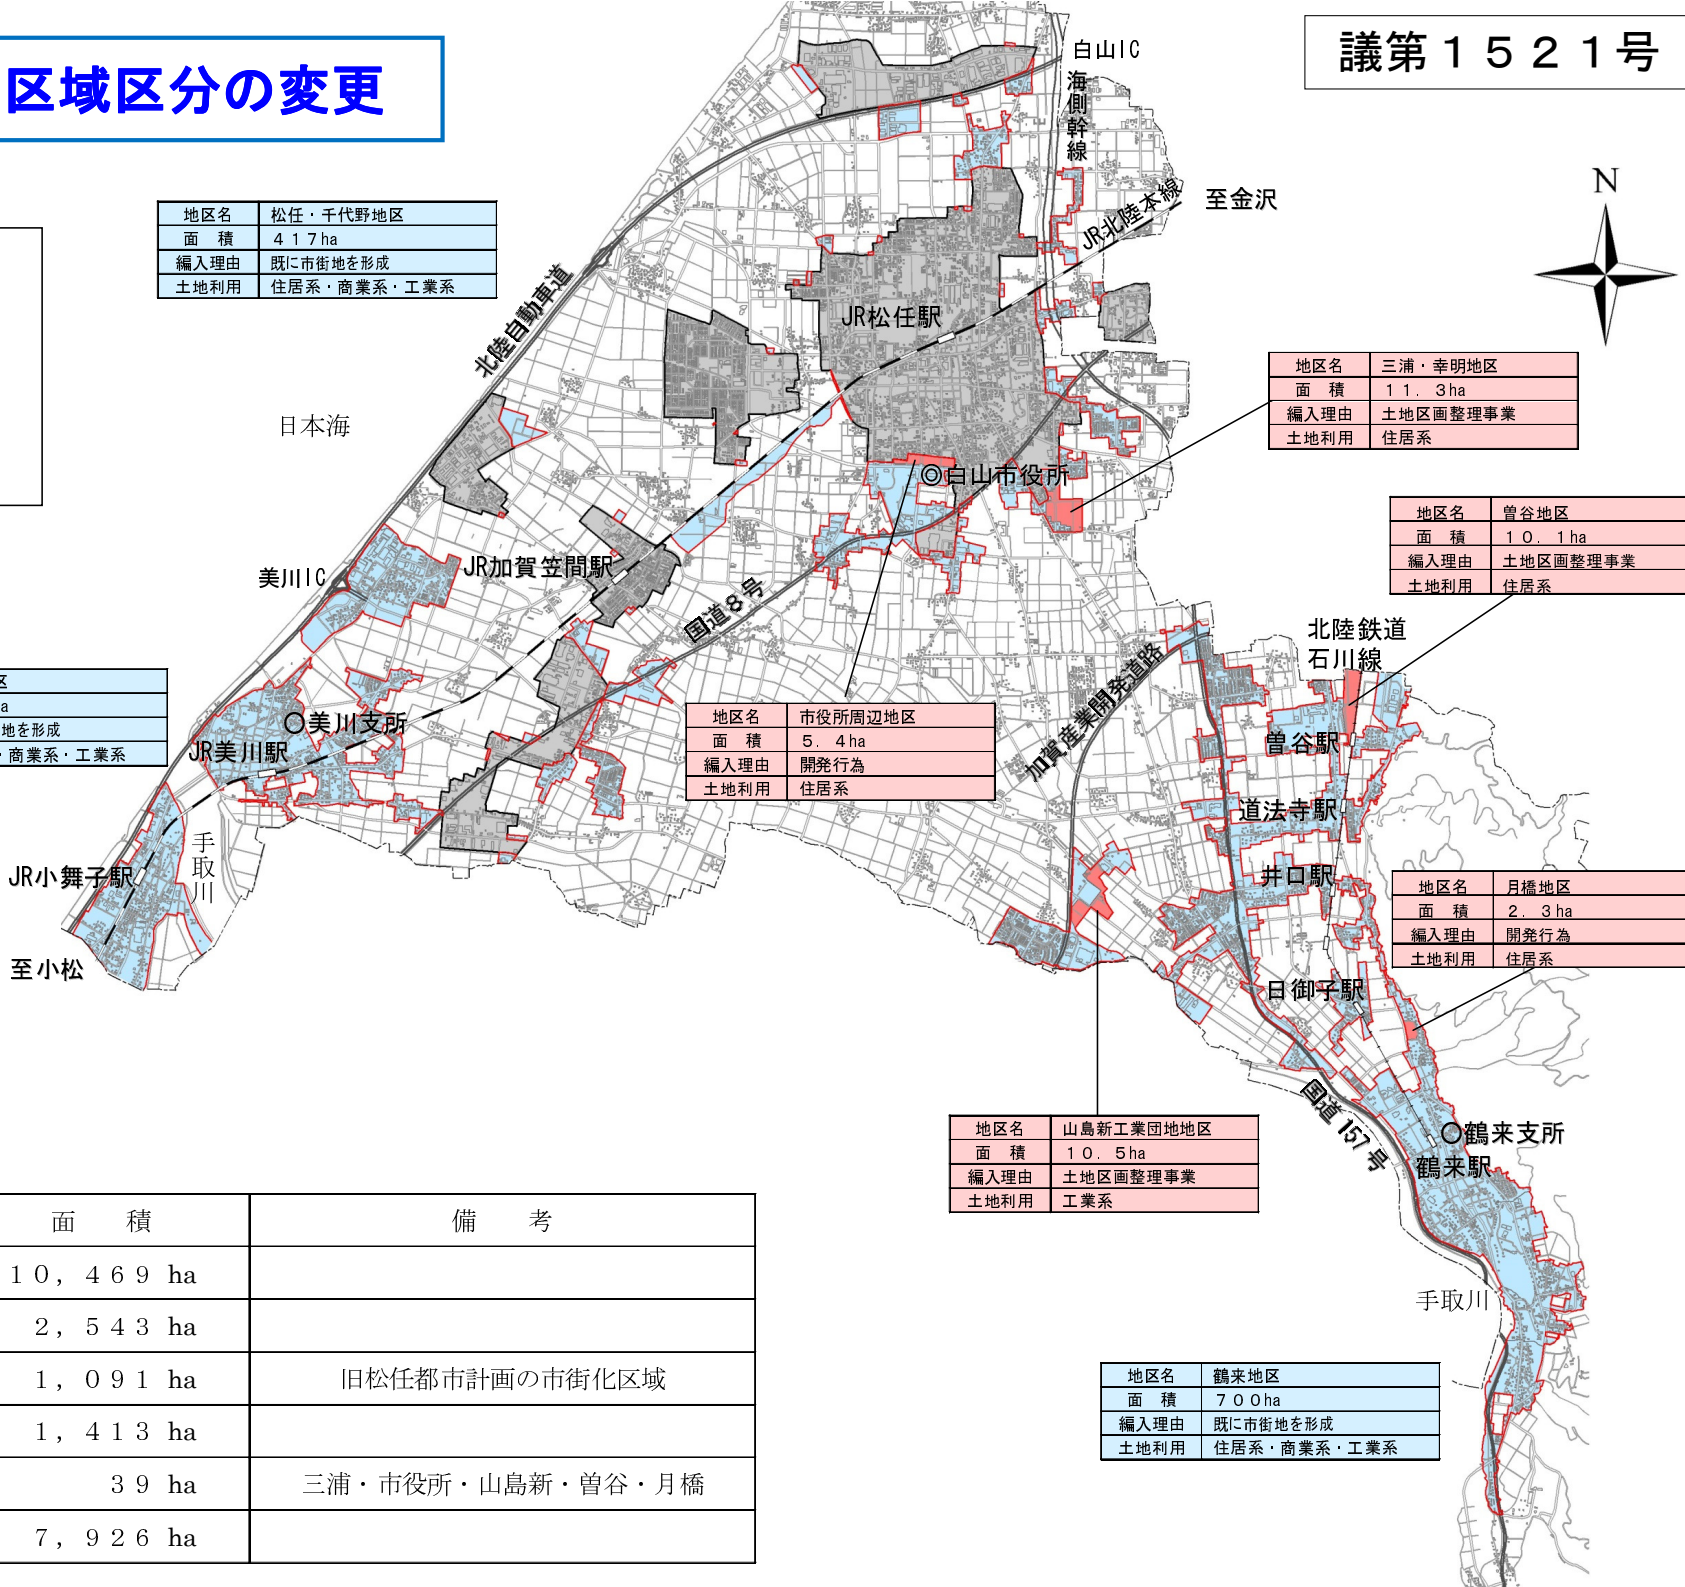 区域区分の変更
議第１５２１号
白山IC
海側幹線
JR北陸本線
至金沢
N
地区名 松任・千代野地区
面　積 ４１７ha
編入理由 既に市街地を形成
土地利用 住居系・商業系・工業系
北陸自動車道
JR松任駅
日本海
◎白山市役所
地区名 三浦・幸明地区
面　積 １１．３ha
編入理由 土地区画整理事業
土地利用 住居系
地区名 曽谷地区
面　積 １０．１ha
編入理由 土地区画整理事業
土地利用 住居系
美川IC
JR加賀笠間駅
国道８号
北陸鉄道
石川線
加賀産業開発道路
区
a
地を形成
・商業系・工業系
○美川支所
JR美川駅
地区名 市役所周辺地区
面　積 ５．４ha
編入理由 開発行為
土地利用 住居系
曽谷駅
道法寺駅
井口駅
手取川
JR小舞子駅
至小松
地区名 月橋地区
面　積 ２．３ha
編入理由 開発行為
土地利用 住居系
日御子駅
国道157号
地区名 山島新工業団地地区
面　積 １０．５ha
編入理由 土地区画整理事業
土地利用 工業系
○鶴来支所
鶴来駅
手取川
地区名 鶴来地区
面　積 ７００ha
編入理由 既に市街地を形成
土地利用 住居系・商業系・工業系
面　積 備　考
１０，４６９ ha
２，５４３ ha
１，０９１ ha 旧松任都市計画の市街化区域
１，４１３ ha
３９ ha 三浦・市役所・山島新・曽谷・月橋
７，９２６ ha